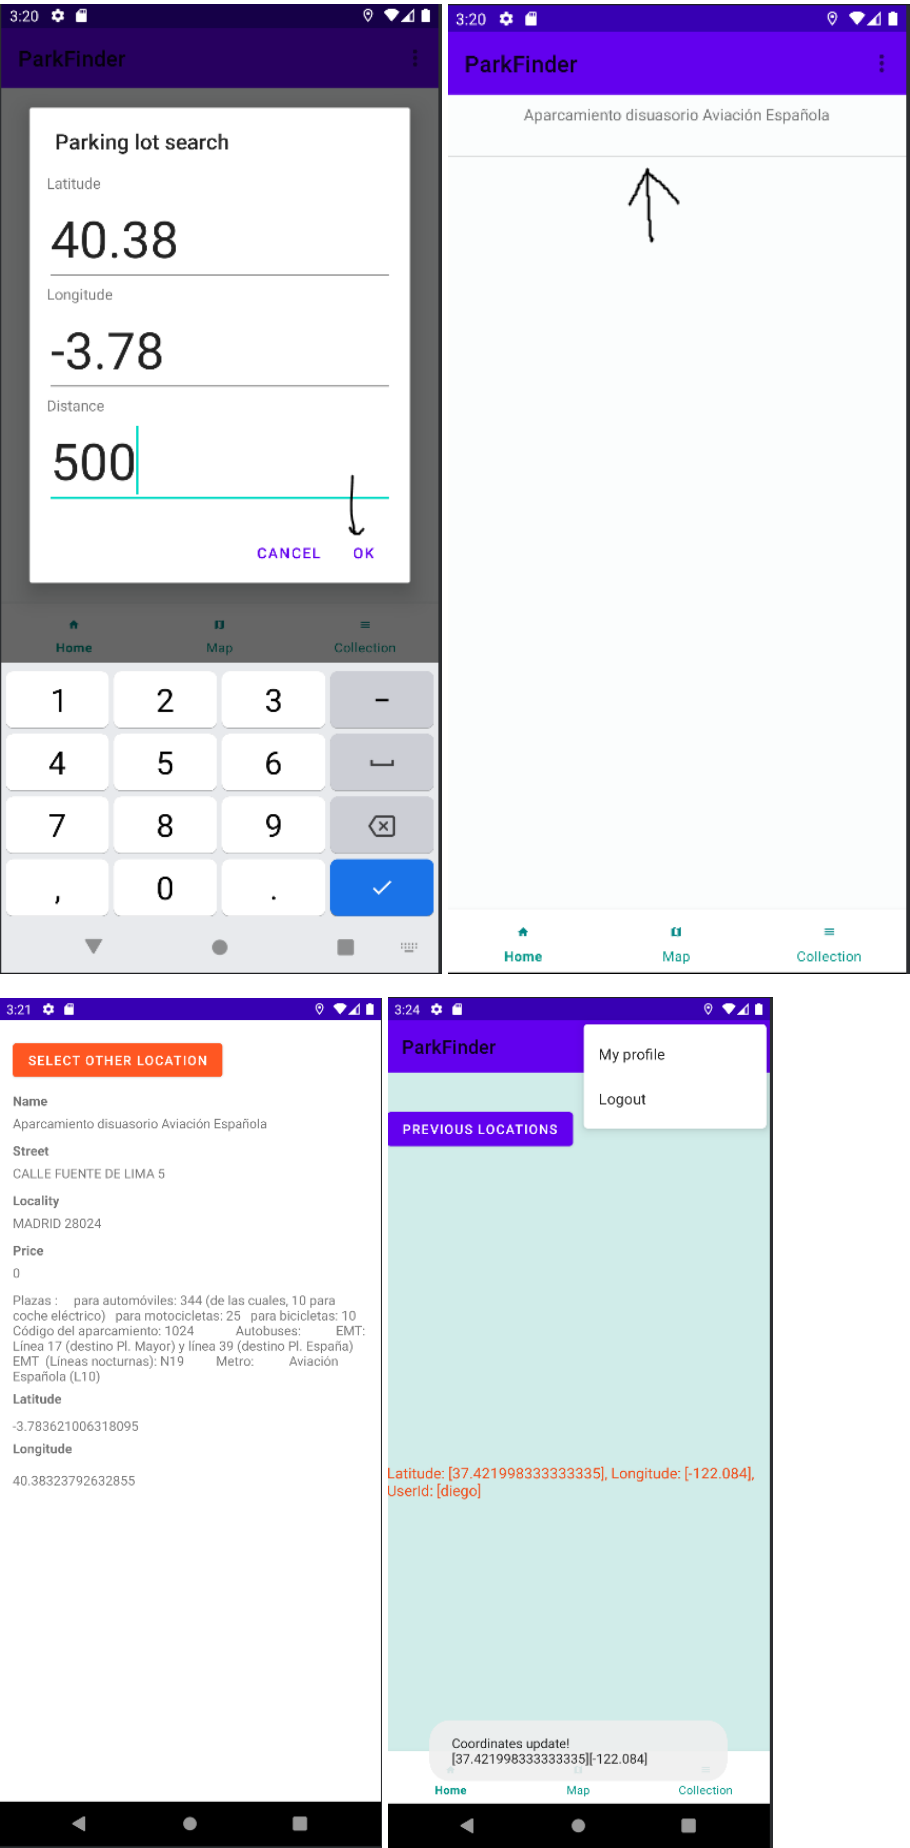 3:20
ParkFinder
Parking lot search
Latitude
40.38
Longitude
-3.78
Distance
500
CANCEL OK
Home Map Collection
1 2 3 -
4 5 6
7 8 9
, 0 .
3:20
ParkFinder
Aparcamiento disuasorio Aviación Española
Home Map Collection
3:21
SELECT OTHER LOCATION
Name
Aparcamiento disuasorio Aviación Española
Street
CALLE FUENTE DE LIMA 5
Locality
MADRID 28024
Price
0
Plazas : para automóviles: 344 (de las cuales, 10 para
coche eléctrico) para motocicletas: 25 para bicicletas: 10
Código del aparcamiento: 1024 Autobuses: EMT:
Línea 17 (destino Pl. Mayor) y línea 39 (destino Pl. España)
EMT (Líneas nocturnas): N19 Metro: Aviación
Española (L10)
Latitude
-3.783621006318095
Longitude
40.38323792632855
3:24
ParkFinder
My profile
Logout
PREVIOUS LOCATIONS
Latitude: [37.421998333333335], Longitude: [-122.084],
UserId: [diego]
Coordinates update!
[37.421998333333335][-122.084]
Home Map Collection